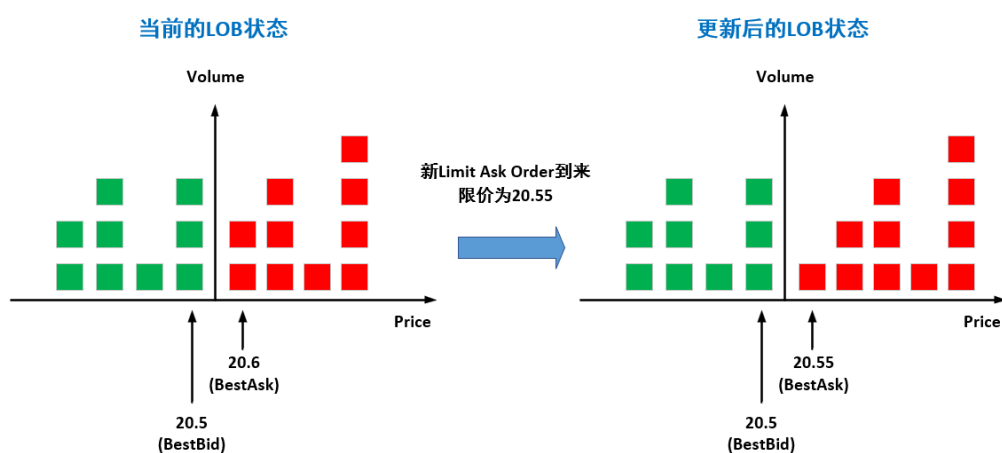 当前的LOB状态
更新后的LOB状态
Volume
Volume
新Limit Ask Order到来
限价为20.55
Price
Price
20.6
(BestAsk)
20.55
(BestAsk)
20.5
(BestBid)
20.5
(BestBid)